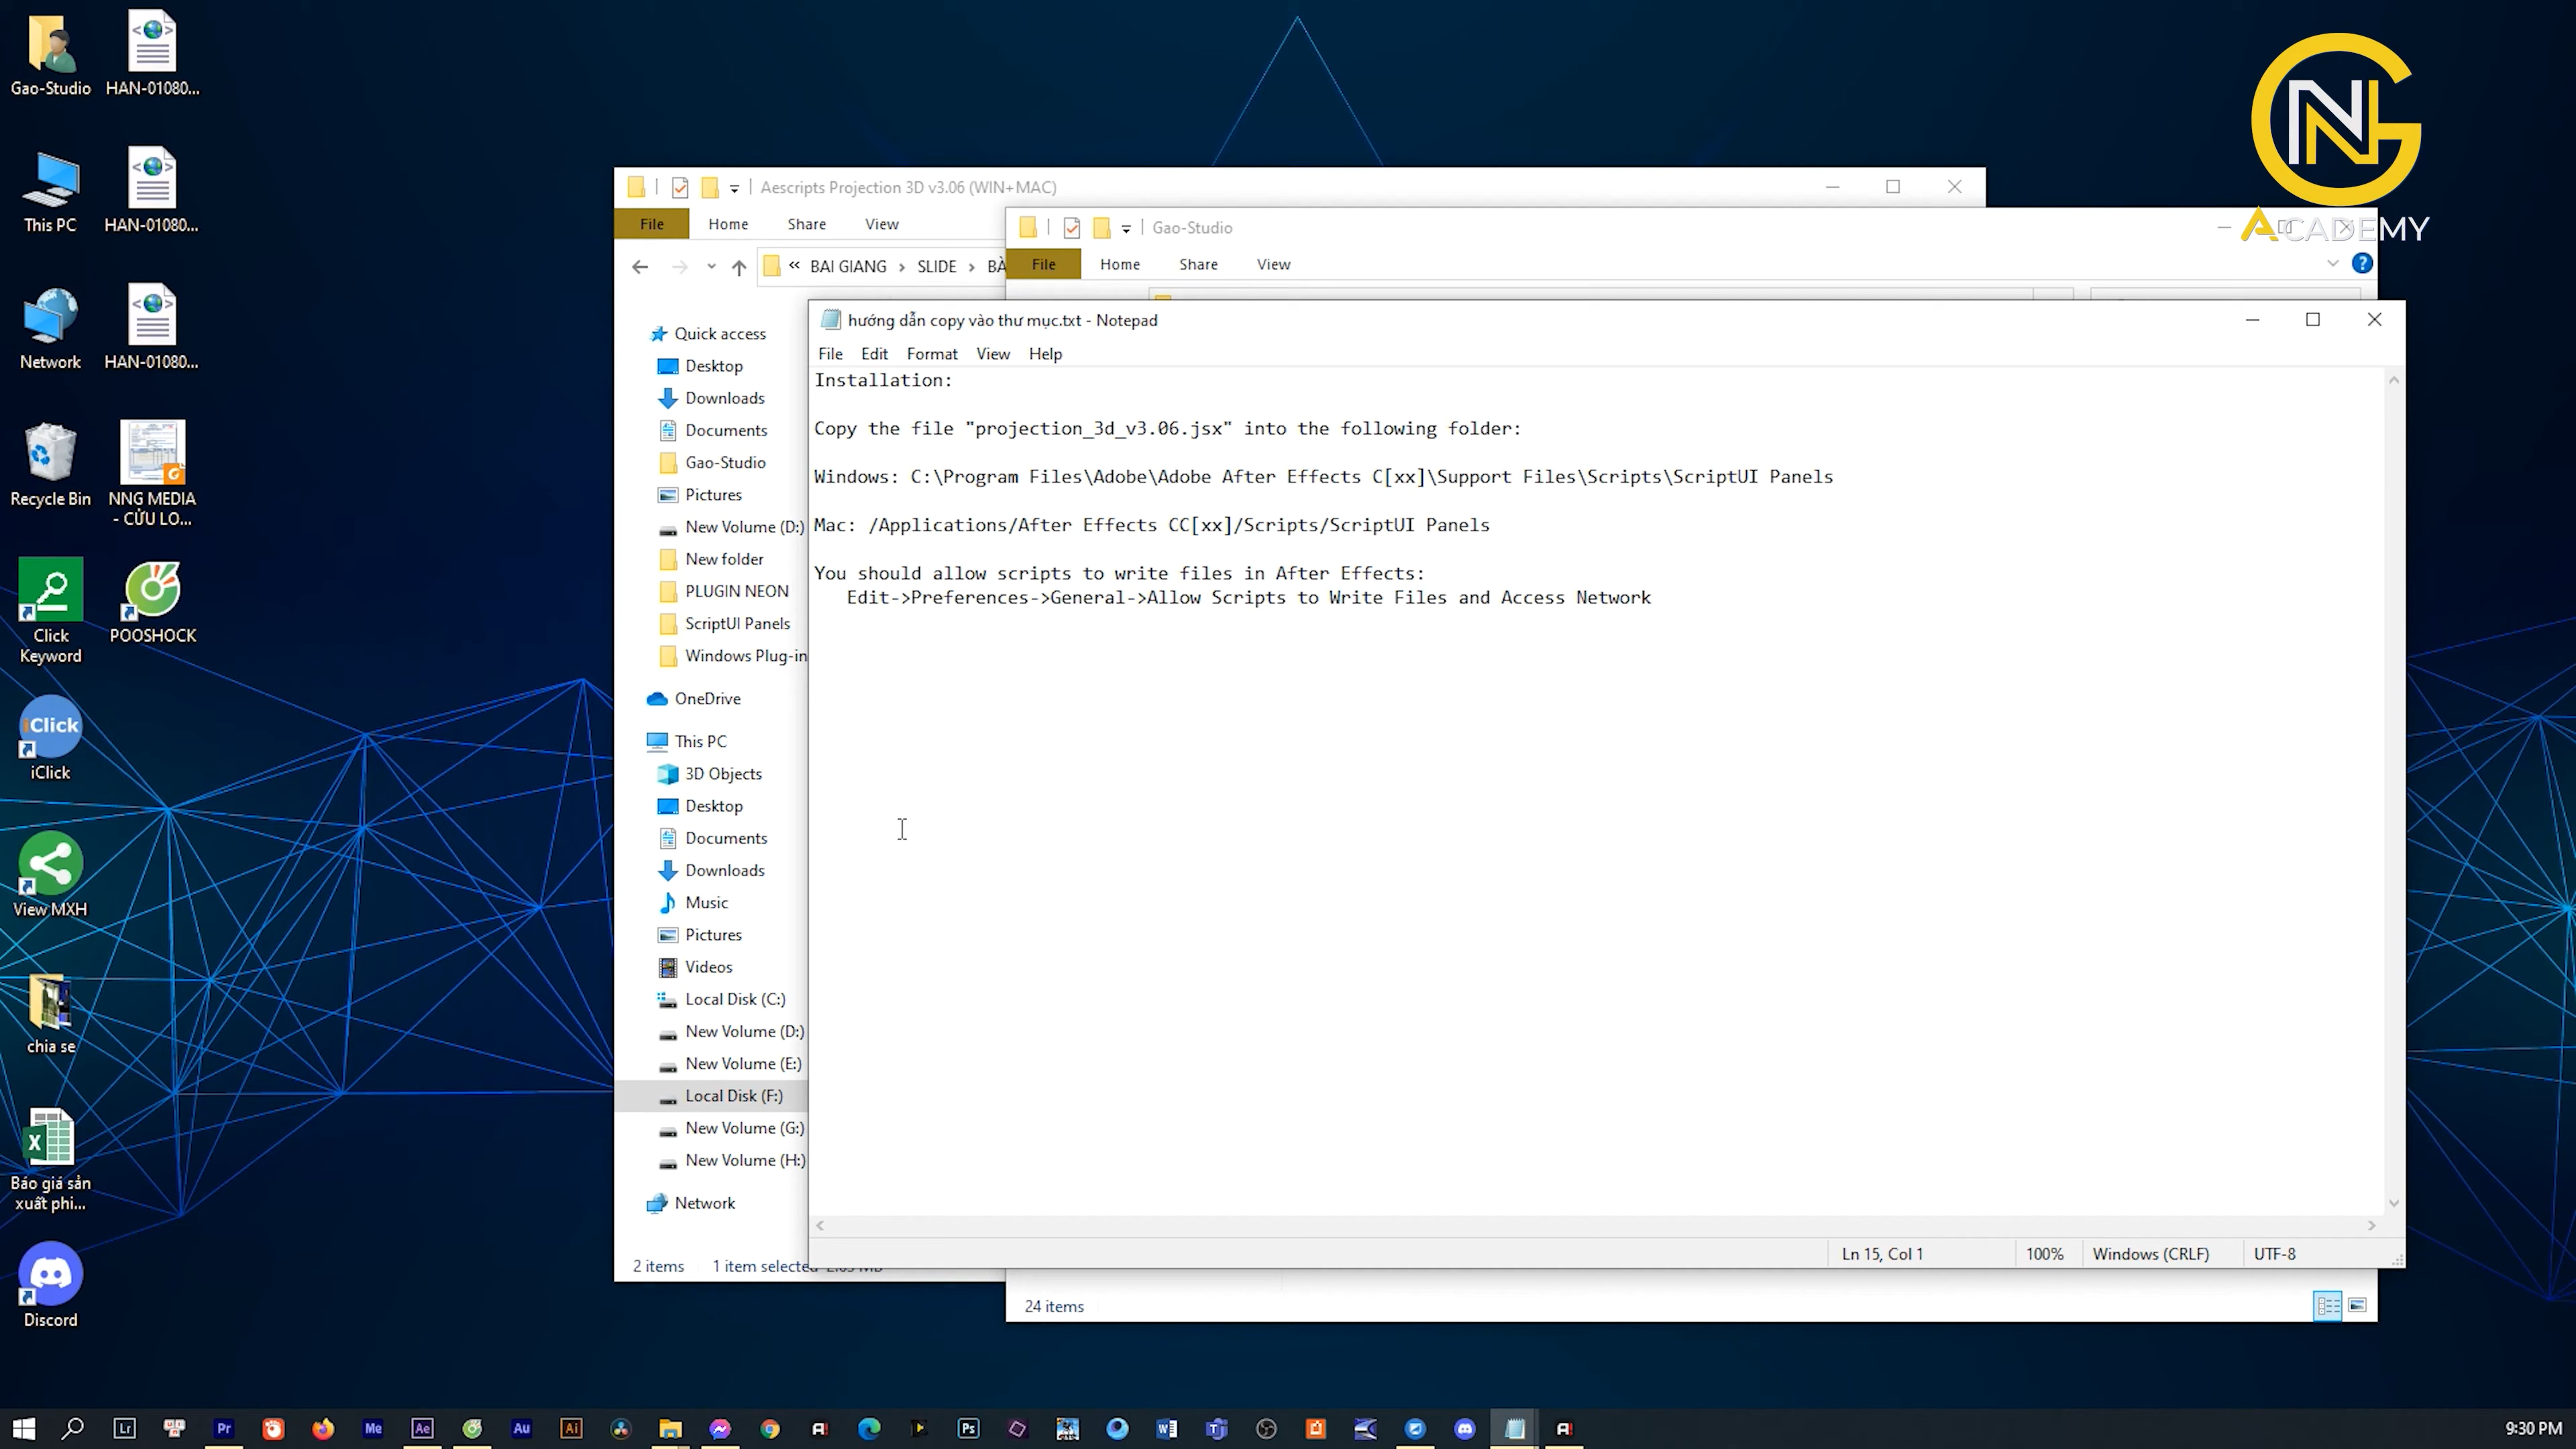 Gao-Studio
HAN-01080...
This PC
HAN-01080...
Network
HAN-01080...
Recycle Bin
NNG MEDIA
- CỬU LO...
Click
Keyword
POOSHOCK
iClick
iClick
View MXH
chia se
Báo giá sản
xuất phi...
Discord
ACADEMY
Aescripts Projection 3D v3.06 (WIN+MAC)
File Home Share View
BAI GIANG SLIDE BÀ
Quick access
Desktop
Downloads
Documents
Gao-Studio
Pictures
New Volume (D:)
New folder
PLUGIN NEON
ScriptUI Panels
Windows Plug-in
OneDrive
This PC
3D Objects
Desktop
Documents
Downloads
Music
Pictures
Videos
Local Disk (C:)
New Volume (D:)
New Volume (E:)
Local Disk (F:)
New Volume (G:)
New Volume (H:)
Network
2 items 1 item selected
Gao-Studio
File Home Share View
24 items
hướng dẫn copy vào thư mục.txt - Notepad
File Edit Format View Help
Installation:
Copy the file "projection_3d_v3.06.jsx" into the following folder:
Windows: C:\Program Files\Adobe\Adobe After Effects C[xx]\Support Files\Scripts\ScriptUI Panels
Mac: /Applications/After Effects CC[xx]/Scripts/ScriptUI Panels
You should allow scripts to write files in After Effects:
Edit->Preferences->General->Allow Scripts to Write Files and Access Network
Ln 15, Col 1 100% Windows (CRLF) UTF-8
Lr Pr Me Ae Au Ai Ps
9:30 PM